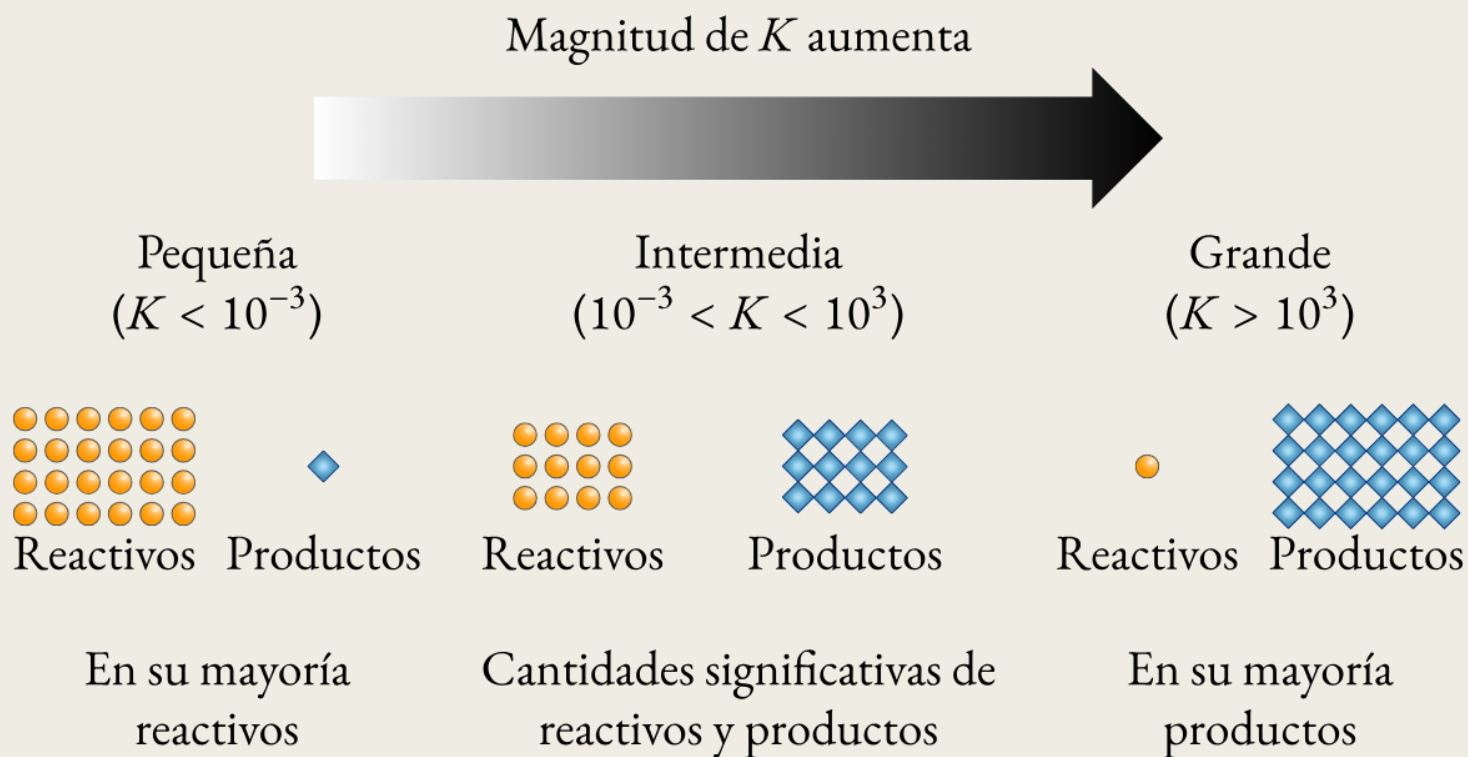 Magnitud de K aumenta
Pequeña
(K < 10⁻³)
Intermedia
(10⁻³ < K < 10³)
Grande
(K > 10³)
Reactivos Productos
Reactivos Productos
Reactivos Productos
En su mayoría
reactivos
Cantidades significativas de
reactivos y productos
En su mayoría
productos